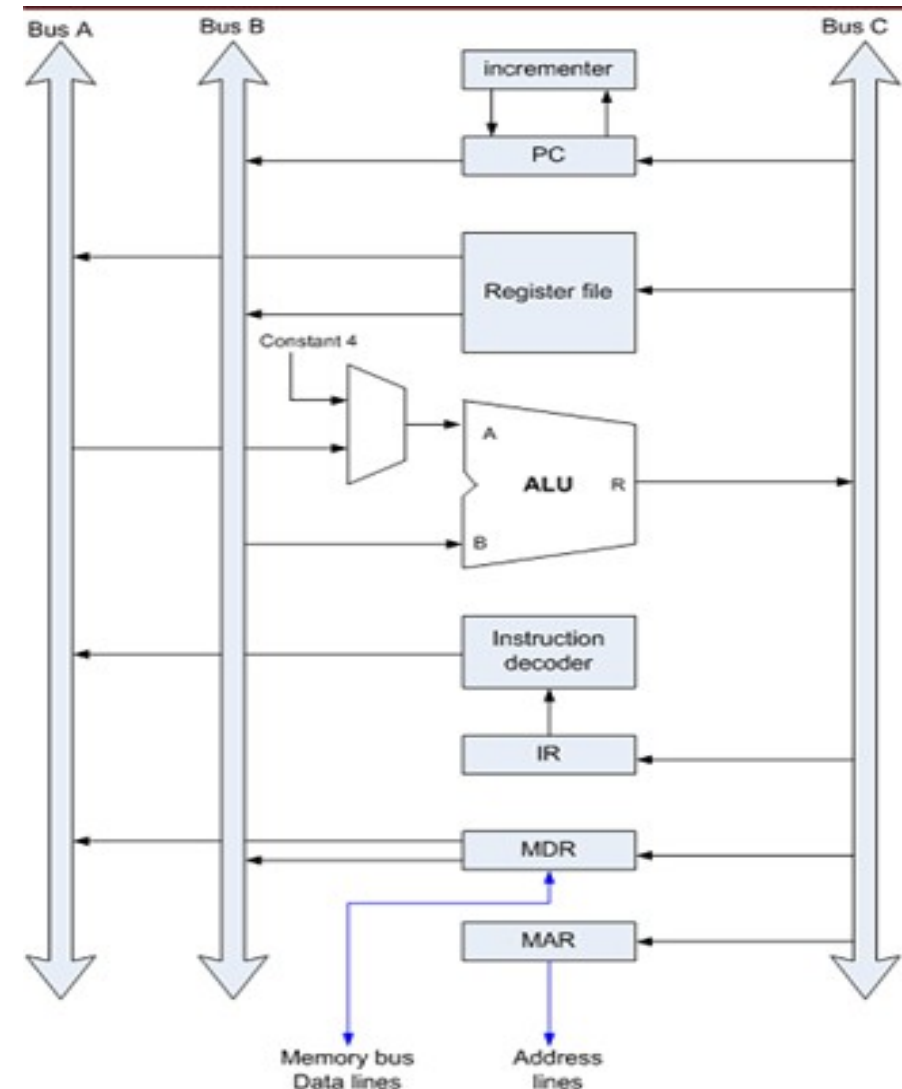 Bus A
Bus B
Bus C
incrementer
PC
Register file
Constant 4
A
ALU
R
B
Instruction
decoder
IR
MDR
MAR
Memory bus
Data lines
Address
lines